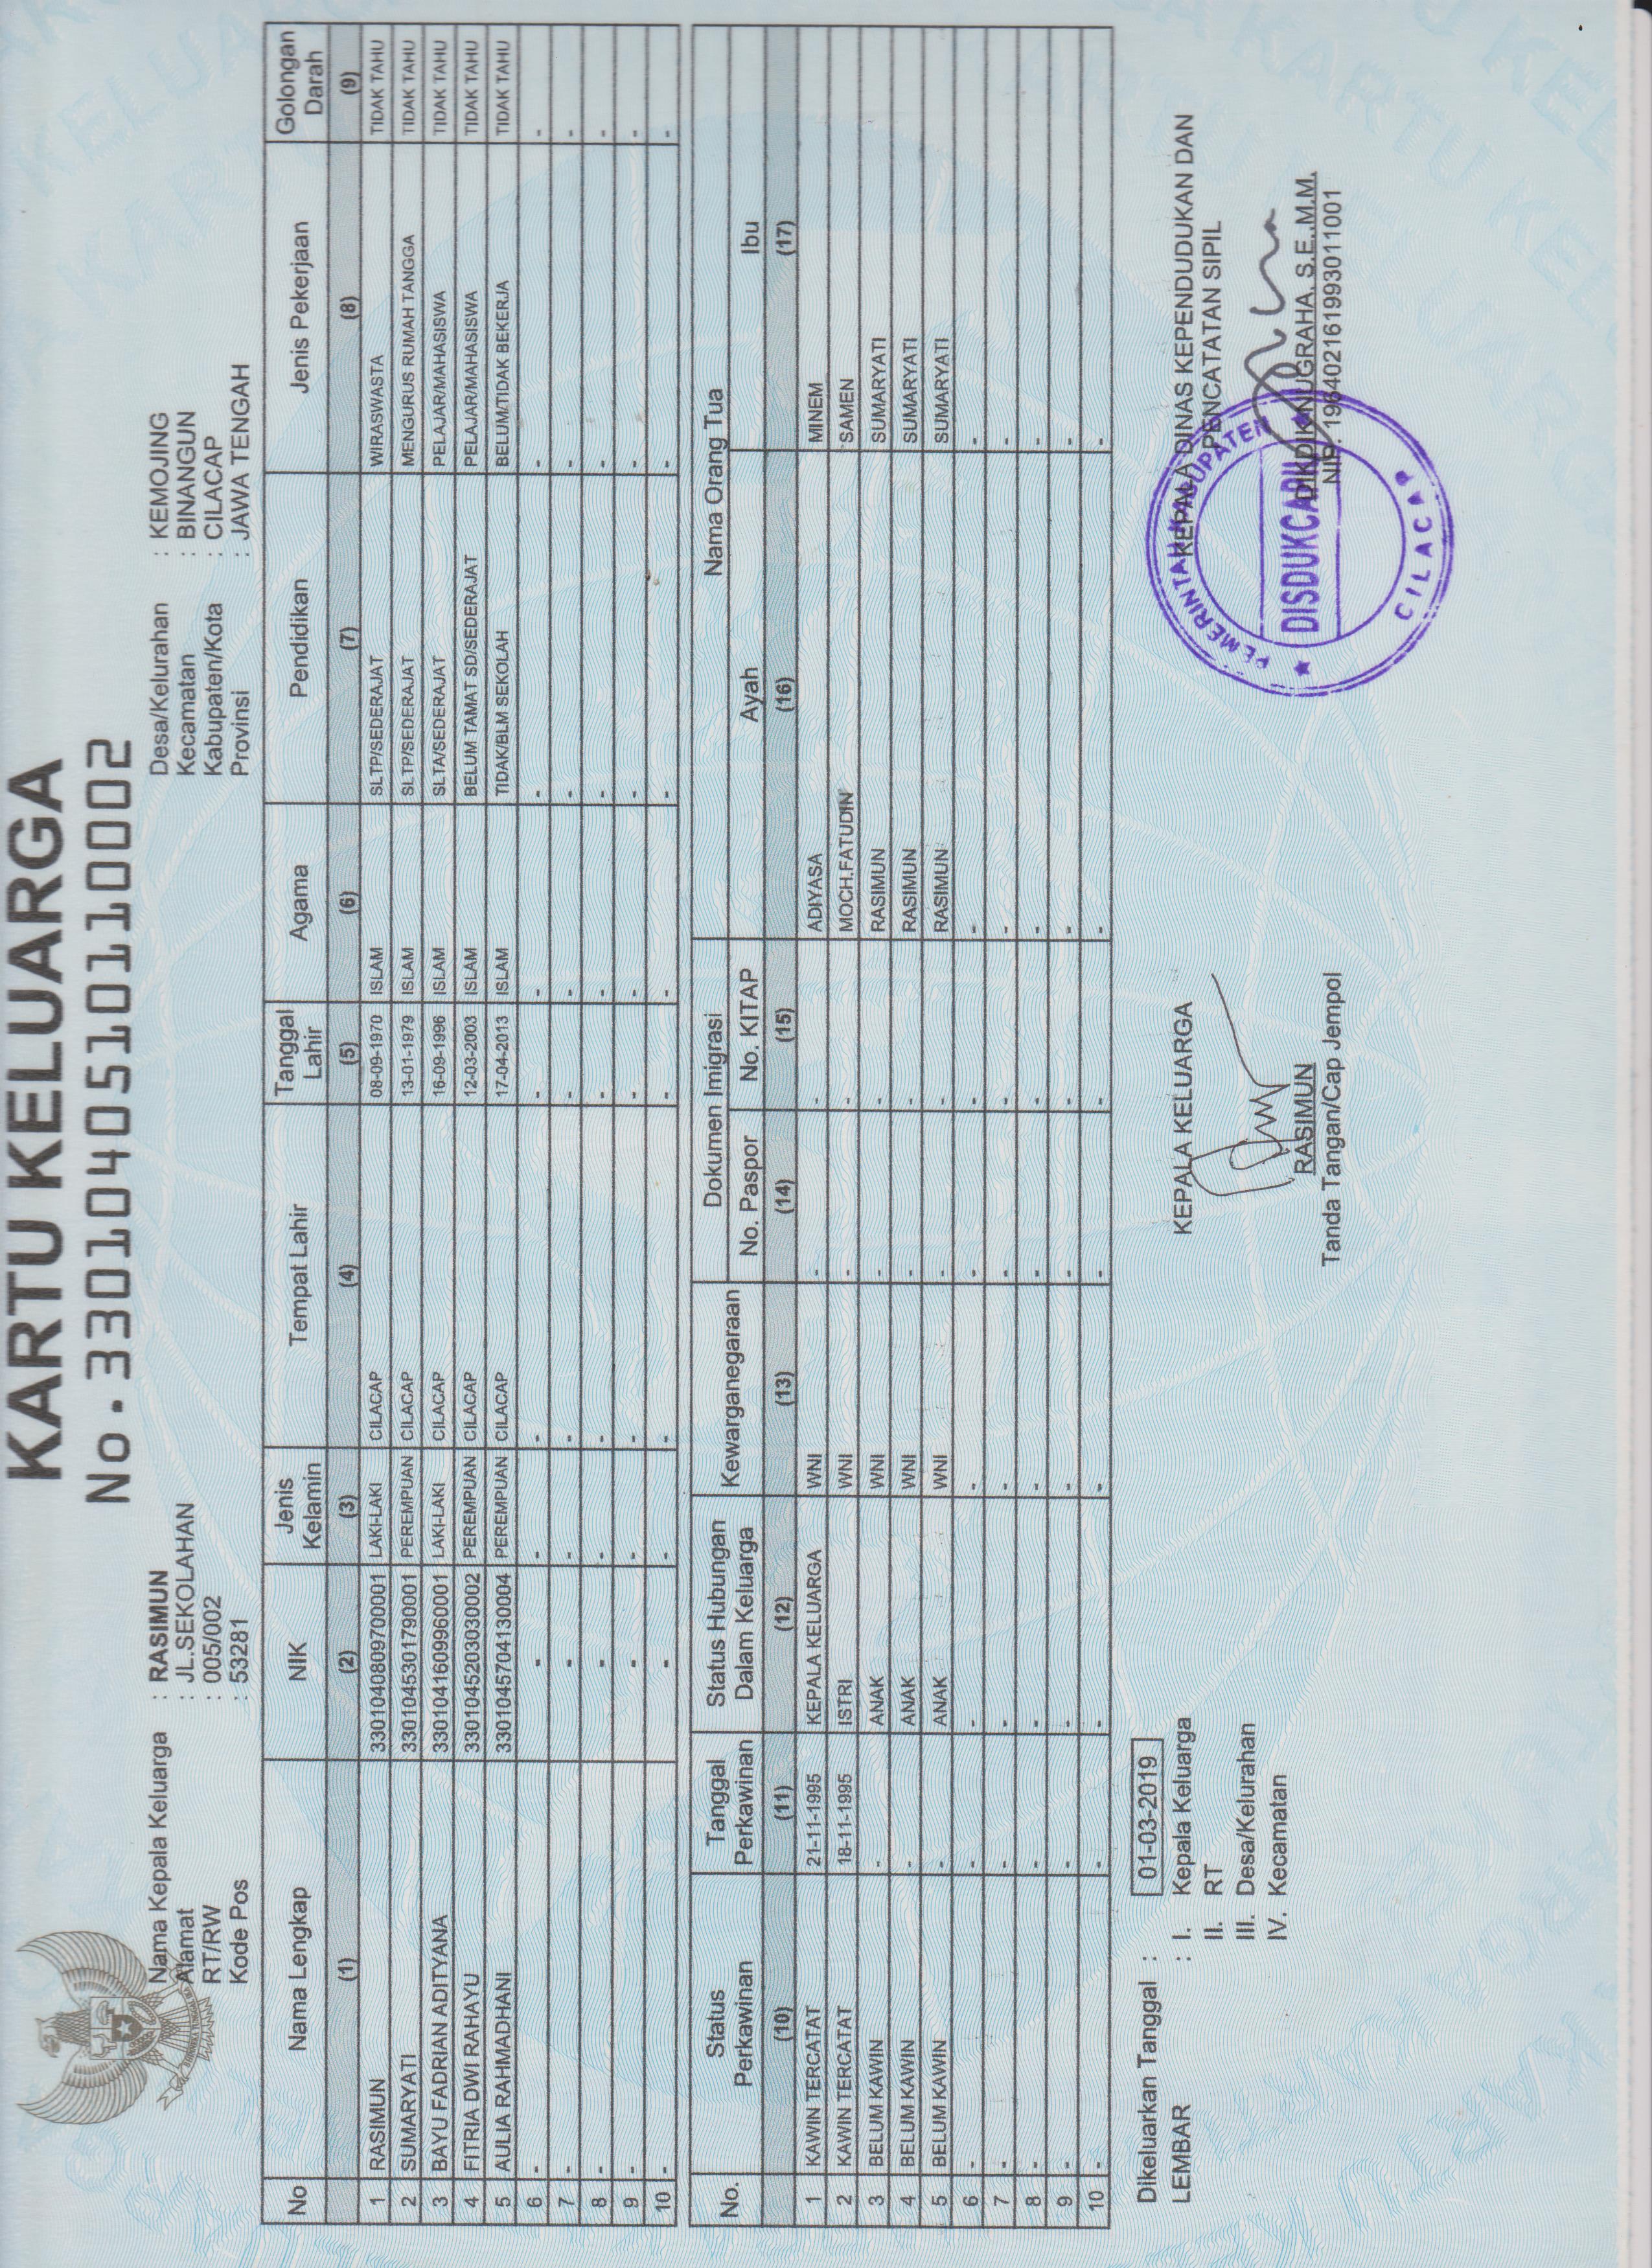 KARTU KELUARGA
No.3301040510110002
Nama Kepala Keluarga : RASIMUN
Alamat : JL.SEKOLAHAN
RT/RW : 005/002
Kode Pos : 53281
Desa/Kelurahan : KEMOJING
Kecamatan : BINANGUN
Kabupaten/Kota : CILACAP
Provinsi : JAWA TENGAH
No Nama Lengkap NIK Jenis Kelamin Tempat Lahir Tanggal Lahir Agama Pendidikan Jenis Pekerjaan Golongan Darah
(1) (2) (3) (4) (5) (6) (7) (8) (9)
1 RASIMUN 3301040809700001 LAKI-LAKI CILACAP 08-09-1970 ISLAM SLTP/SEDERAJAT WIRASWASTA TIDAK TAHU
2 SUMARYATI 3301045301790001 PEREMPUAN CILACAP 13-01-1979 ISLAM SLTP/SEDERAJAT MENGURUS RUMAH TANGGA TIDAK TAHU
3 BAYU FADRIAN ADITYANA 3301041609960001 LAKI-LAKI CILACAP 16-09-1996 ISLAM SLTA/SEDERAJAT PELAJAR/MAHASISWA TIDAK TAHU
4 FITRIA DWI RAHAYU 3301045203030002 PEREMPUAN CILACAP 12-03-2003 ISLAM BELUM TAMAT SD/SEDERAJAT PELAJAR/MAHASISWA TIDAK TAHU
5 AULIA RAHMADHANI 3301045704130004 PEREMPUAN CILACAP 17-04-2013 ISLAM TIDAK/BLM SEKOLAH BELUM/TIDAK BEKERJA TIDAK TAHU
6 - - - - - - - - -
7 - - - - - - - - -
8 - - - - - - - - -
9 - - - - - - - - -
10 - - - - - - - - -
No. Status Perkawinan Tanggal Perkawinan Status Hubungan Dalam Keluarga Kewarganegaraan Dokumen Imigrasi Nama Orang Tua
No. Paspor No. KITAP Ayah Ibu
(10) (11) (12) (13) (14) (15) (16) (17)
1 KAWIN TERCATAT 21-11-1995 KEPALA KELUARGA WNI - - ADIYASA MINEM
2 KAWIN TERCATAT 18-11-1995 ISTRI WNI - - MOCH.FATUDIN SAMEN
3 BELUM KAWIN - ANAK WNI - - RASIMUN SUMARYATI
4 BELUM KAWIN - ANAK WNI - - RASIMUN SUMARYATI
5 BELUM KAWIN - ANAK WNI - - RASIMUN SUMARYATI
6 - - - - - - - -
7 - - - - - - - -
8 - - - - - - - -
9 - - - - - - - -
10 - - - - - - - -
Dikeluarkan Tanggal : 01-03-2019
LEMBAR : I. Kepala Keluarga
II. RT
III. Desa/Kelurahan
IV. Kecamatan
KEPALA KELUARGA
RASIMUN
Tanda Tangan/Cap Jempol
KEPALA DINAS KEPENDUDUKAN DAN
PENCATATAN SIPIL
PEMERINTAH KABUPATEN
DISDUKCAPIL
CILACAP
NUGRAHA, S.E.,M.M.
NIP. 196402161993011001